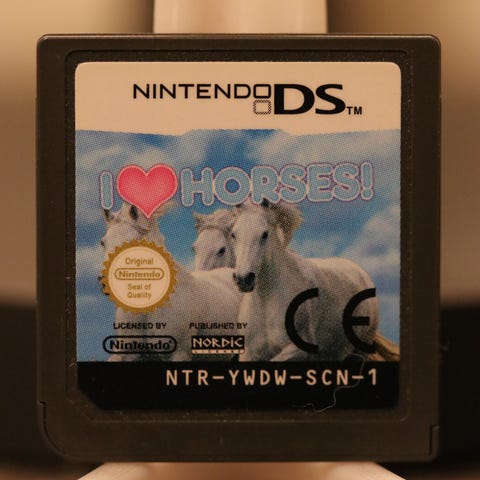 NINTENDO DS TM
I ❤ HORSES!
Original
Nintendo
Seal of
Quality
LICENSED BY
Nintendo
PUBLISHED BY
NORDIC
LICENSE
CE
NTR-YWDW-SCN-1